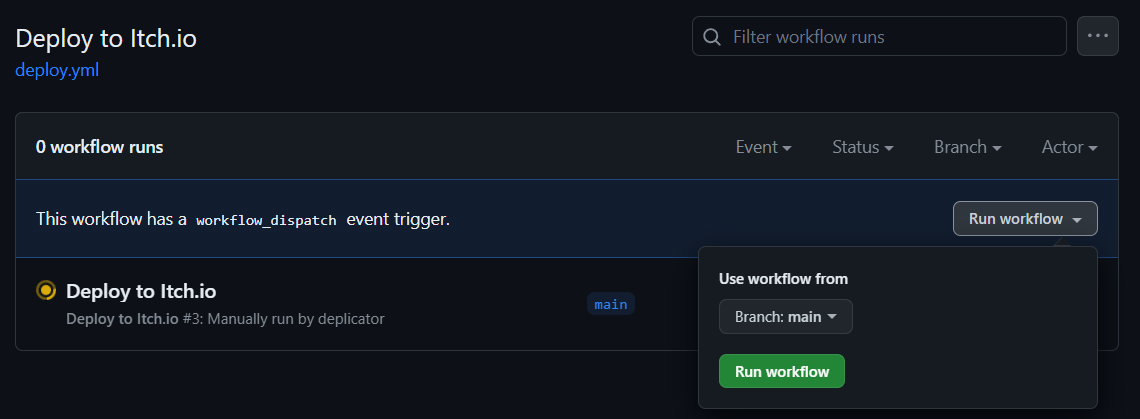 Deploy to Itch.io
Filter workflow runs
deploy.yml
0 workflow runs
Event
Status
Branch
Actor
This workflow has a workflow_dispatch event trigger.
Run workflow
Deploy to Itch.io
main
Deploy to Itch.io #3: Manually run by deplicator
Use workflow from
Branch: main
Run workflow